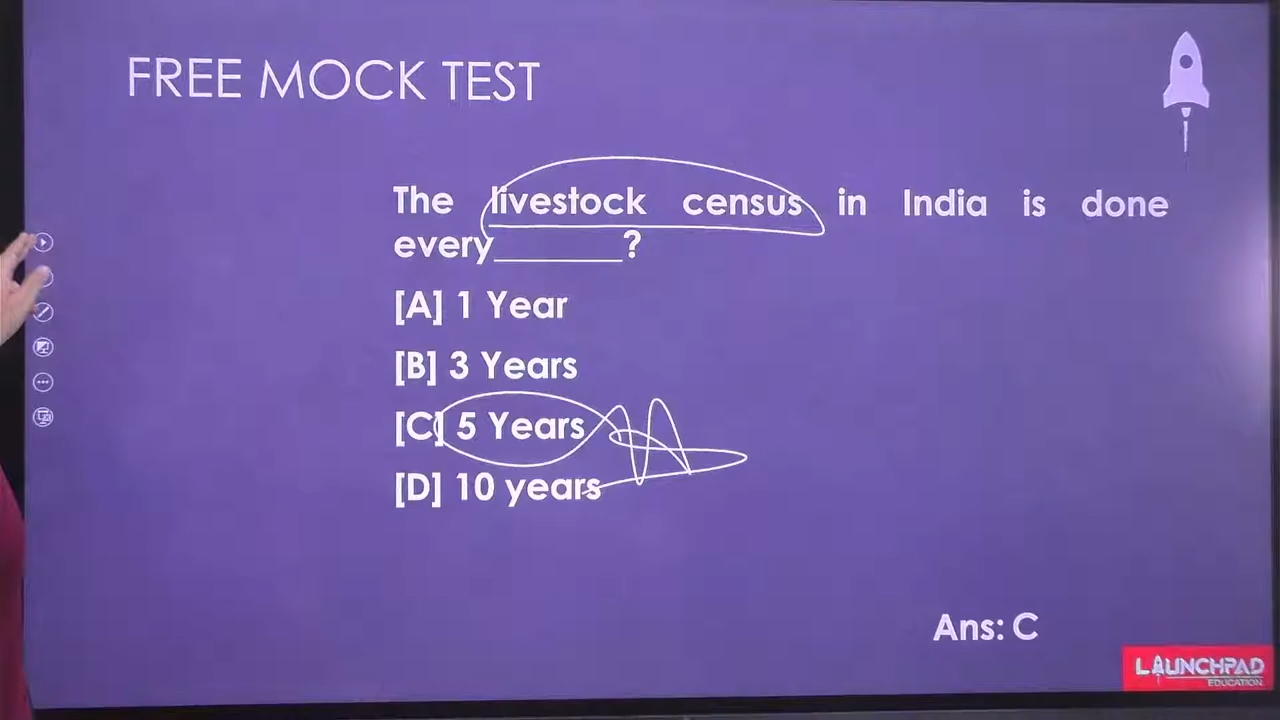 FREE MOCK TEST
The livestock census in India is done
every______?
[A] 1 Year
[B] 3 Years
[C] 5 Years
[D] 10 years
Ans: C
LAUNCHPAD
EDUCATION